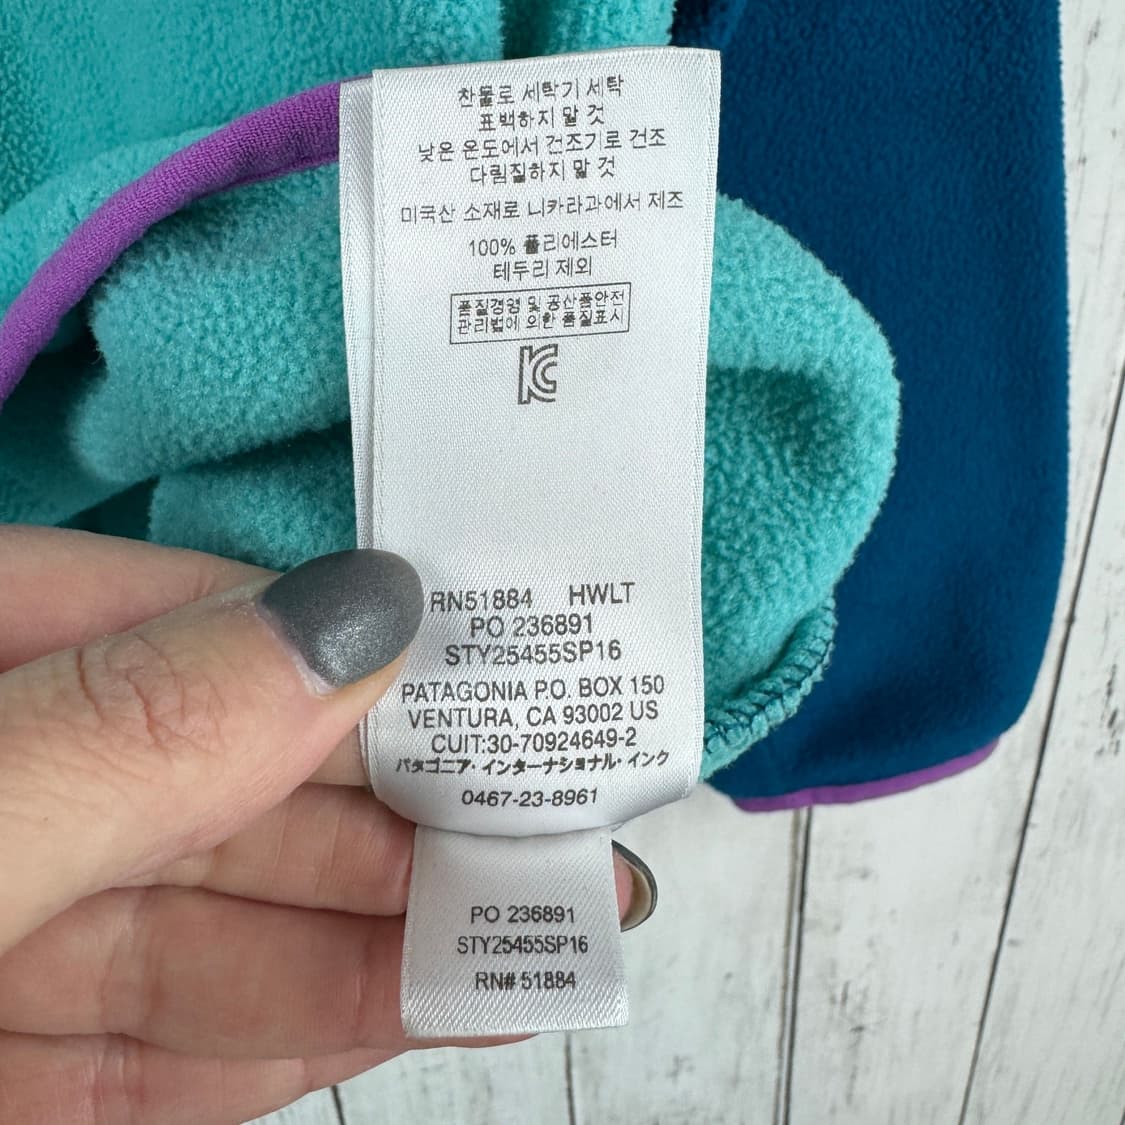 찬물로 세탁기 세탁
표백하지 말 것
낮은 온도에서 건조기로 건조
다림질하지 말 것
미국산 소재로 니카라과에서 제조
100% 폴리에스터
테두리 제외
품질경영 및 공산품안전
관리법에 의한 품질표시
KC
RN51884 HWLT
PO 236891
STY25455SP16
PATAGONIA P.O. BOX 150
VENTURA, CA 93002 US
CUIT:30-70924649-2
パタゴニア・インターナショナル・インク
0467-23-8961
PO 236891
STY25455SP16
RN# 51884